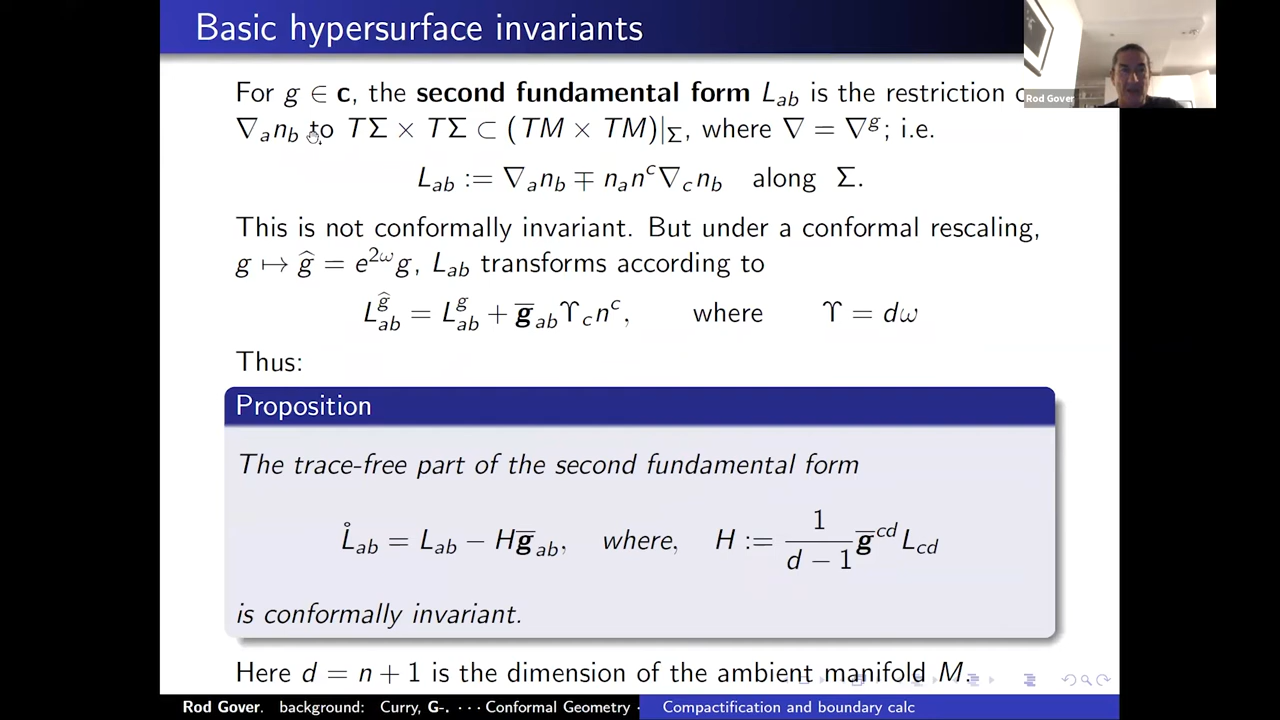 Basic hypersurface invariants
Rod Gover
For g ∈ c, the second fundamental form L_{ab} is the restriction
∇_a n_b to TΣ × TΣ ⊂ (TM × TM)|_Σ, where ∇ = ∇^g; i.e.
L_{ab} := ∇_a n_b ∓ n_a n^c ∇_c n_b along Σ.
This is not conformally invariant. But under a conformal rescaling,
g ↦ ĝ = e^{2ω}g, L_{ab} transforms according to
L^{ĝ}_{ab} = L^g_{ab} + \overline{g}_{ab} ϒ_c n^c, where ϒ = dω
Thus:
Proposition
The trace-free part of the second fundamental form
L̊_{ab} = L_{ab} − H\overline{g}_{ab}, where, H := \frac{1}{d − 1} \overline{g}^{cd} L_{cd}
is conformally invariant.
Here d = n + 1 is the dimension of the ambient manifold M.
Rod Gover. background: Curry, G-. ··· Conformal Geometry · Compactification and boundary calc